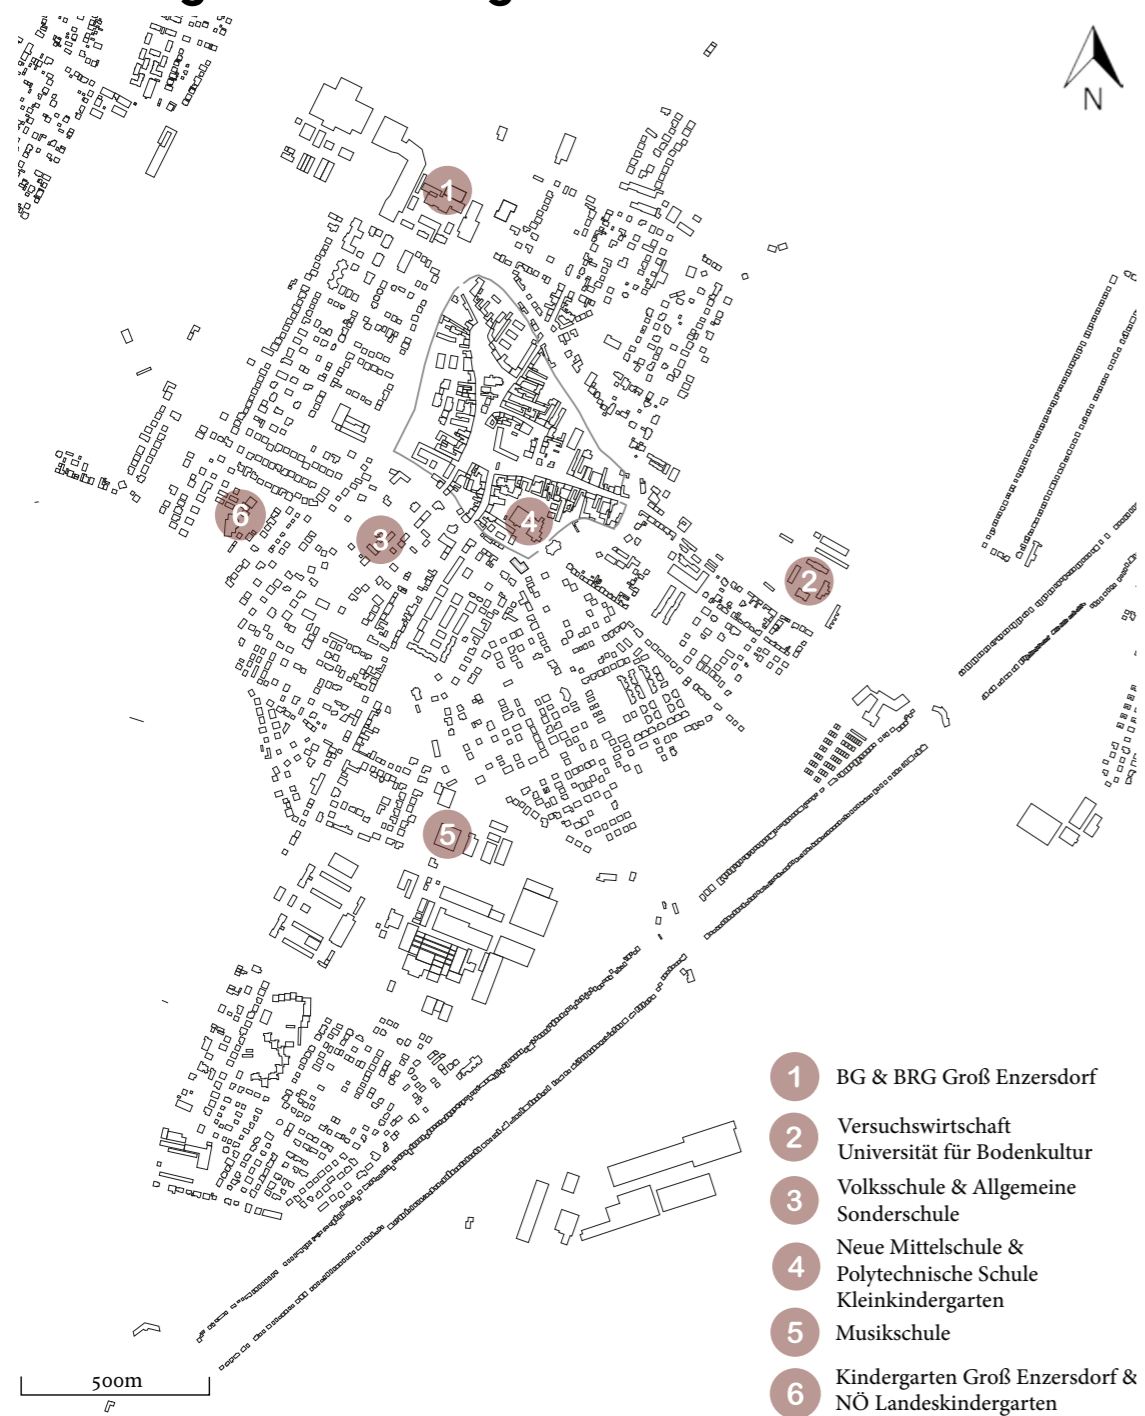 N
1
6
3
4
2
5
500m
1 BG & BRG Groß Enzersdorf
2 Versuchswirtschaft
Universität für Bodenkultur
3 Volksschule & Allgemeine
Sonderschule
4 Neue Mittelschule &
Polytechnische Schule
Kleinkindergarten
5 Musikschule
6 Kindergarten Groß Enzersdorf &
NÖ Landeskindergarten